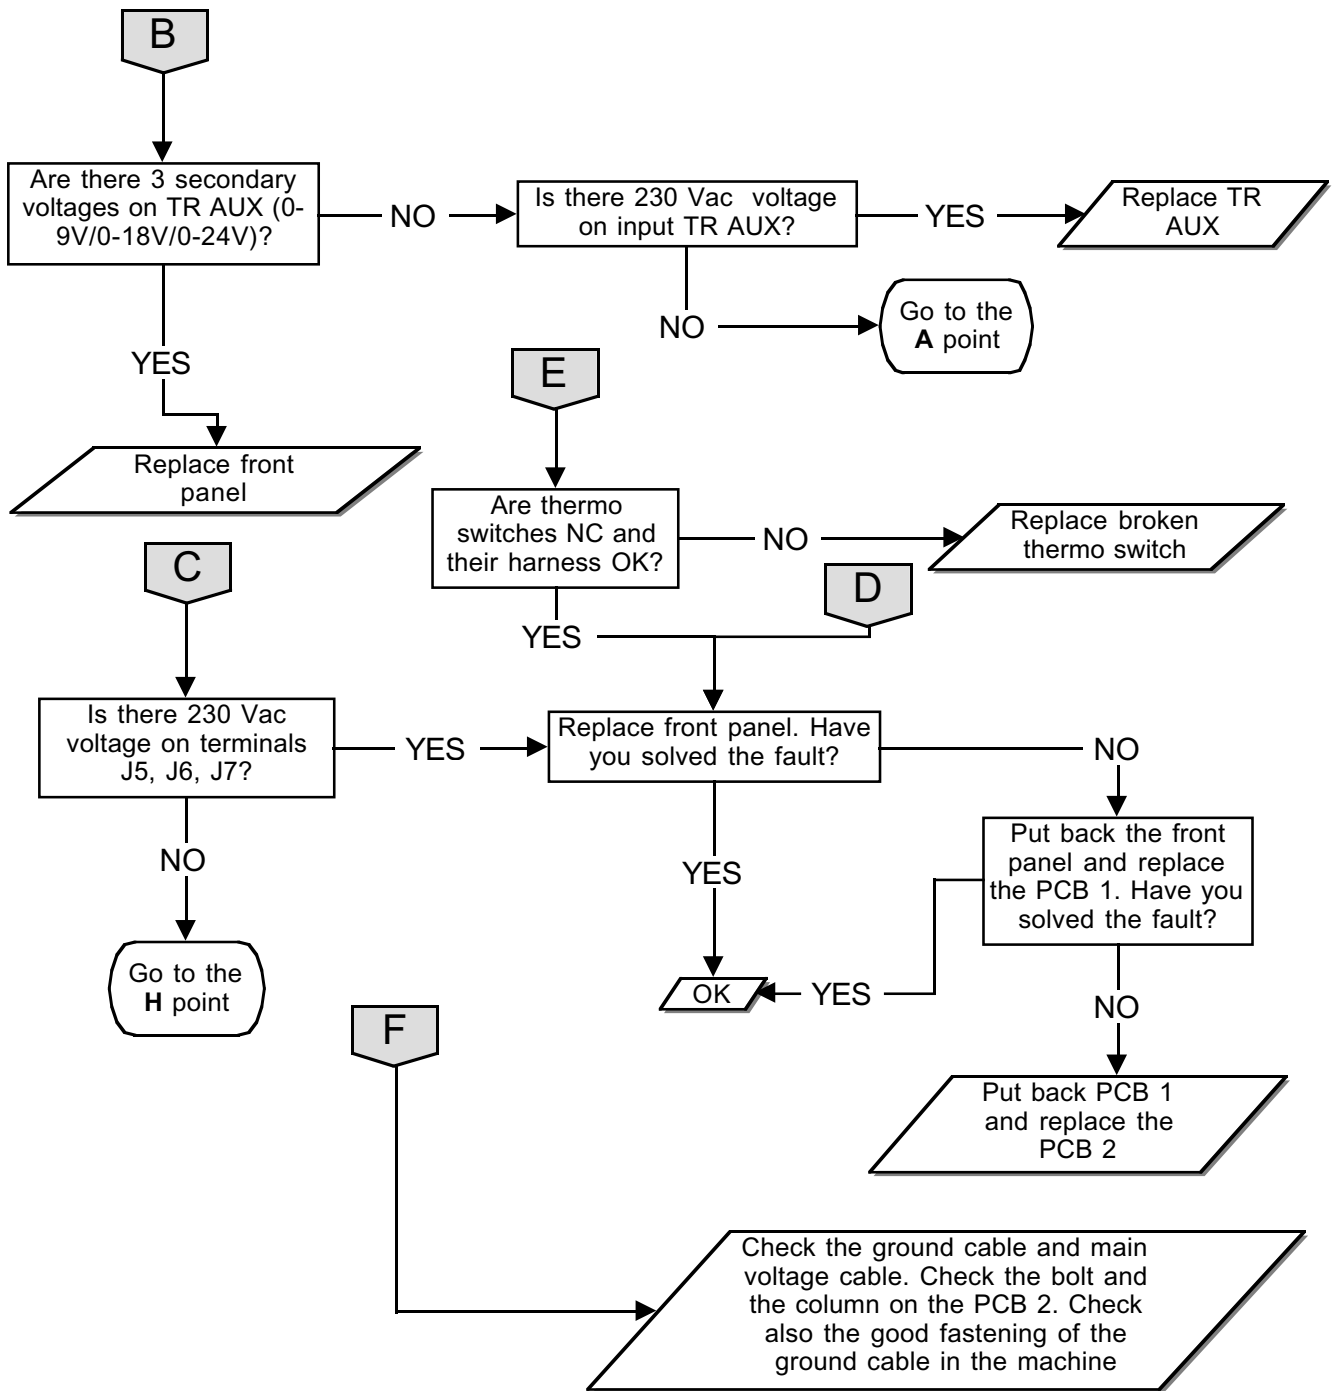 B
Are there 3 secondary
voltages on TR AUX (0-
9V/0-18V/0-24V)?
NO
Is there 230 Vac voltage
on input TR AUX?
YES
Replace TR
AUX
NO
Go to the
A point
YES
Replace front
panel
E
Are thermo
switches NC and
their harness OK?
NO
Replace broken
thermo switch
YES
D
C
Is there 230 Vac
voltage on terminals
J5, J6, J7?
YES
Replace front panel. Have
you solved the fault?
NO
NO
Go to the
H point
YES
Put back the front
panel and replace
the PCB 1. Have you
solved the fault?
OK
YES
NO
Put back PCB 1
and replace the
PCB 2
F
Check the ground cable and main
voltage cable. Check the bolt and
the column on the PCB 2. Check
also the good fastening of the
ground cable in the machine